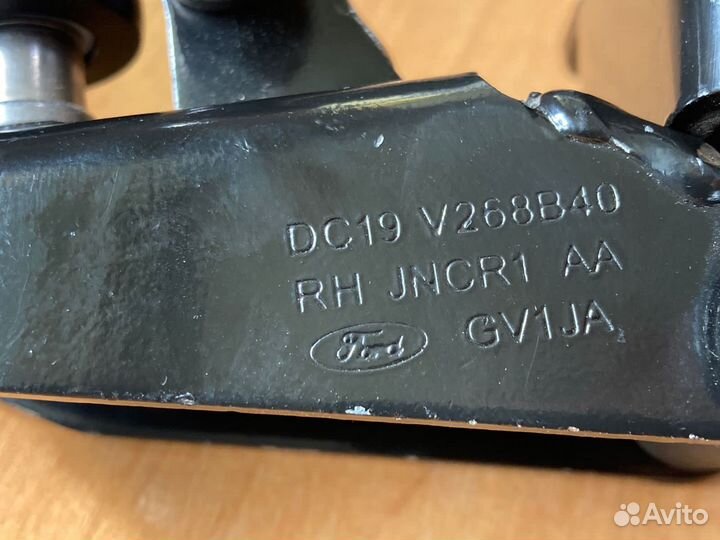 DC19 V268B40
RH JNCR1 AA
Ford GV1JA
Avito